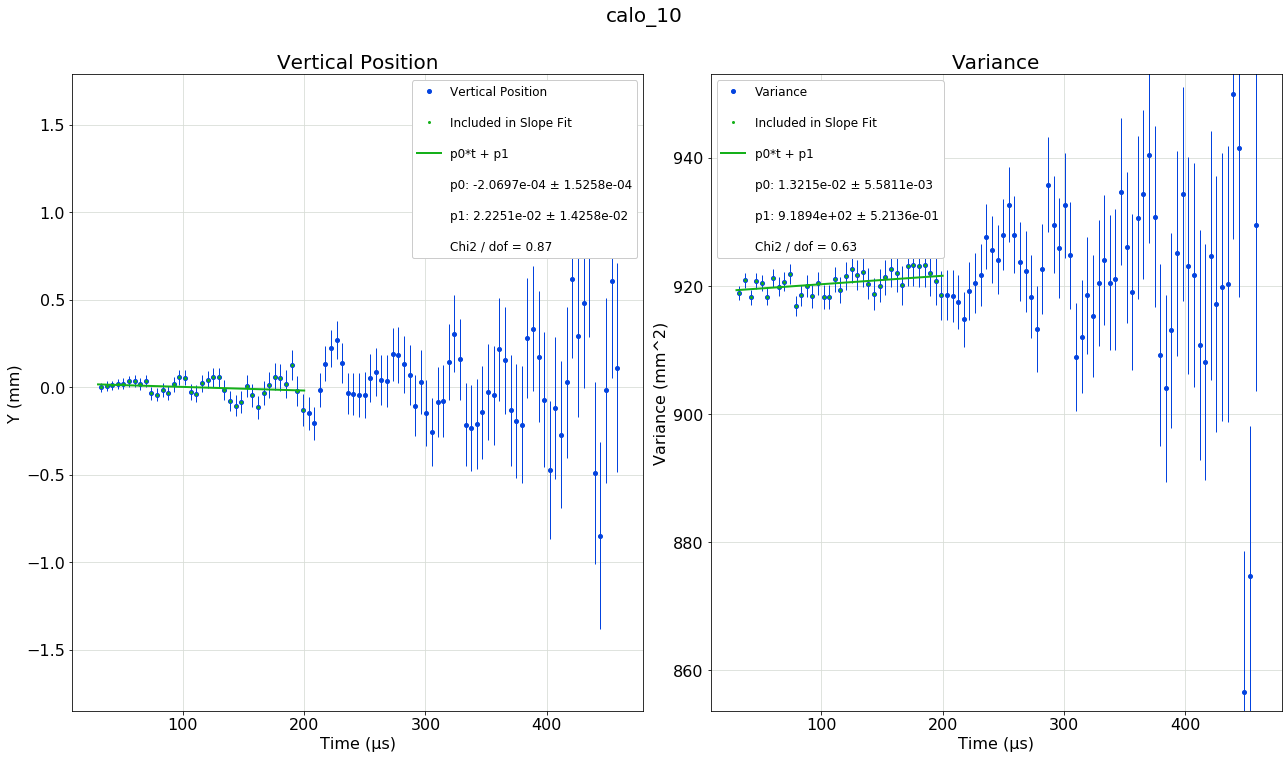 calo_10
Vertical Position
Vertical Position
Included in Slope Fit
p0*t + p1
p0: -2.0697e-04 ± 1.5258e-04
p1: 2.2251e-02 ± 1.4258e-02
Chi2 / dof = 0.87
1.5
1.0
0.5
0.0
−0.5
−1.0
−1.5
Y (mm)
100
200
300
400
Time (μs)
Variance
Variance
Included in Slope Fit
p0*t + p1
p0: 1.3215e-02 ± 5.5811e-03
p1: 9.1894e+02 ± 5.2136e-01
Chi2 / dof = 0.63
940
920
900
880
860
Variance (mm^2)
100
200
300
400
Time (μs)